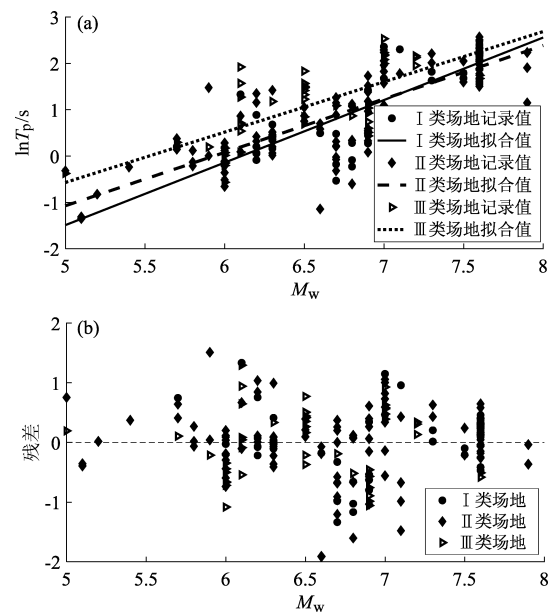 (a)
3
2
1
0
-1
-2
lnTp/s
Ⅰ类场地记录值
Ⅰ类场地拟合值
Ⅱ类场地记录值
Ⅱ类场地拟合值
Ⅲ类场地记录值
Ⅲ类场地拟合值
5 5.5 6 6.5 7 7.5 8
Mw
(b)
2
1
0
-1
-2
残差
Ⅰ类场地
Ⅱ类场地
Ⅲ类场地
5 5.5 6 6.5 7 7.5 8
Mw